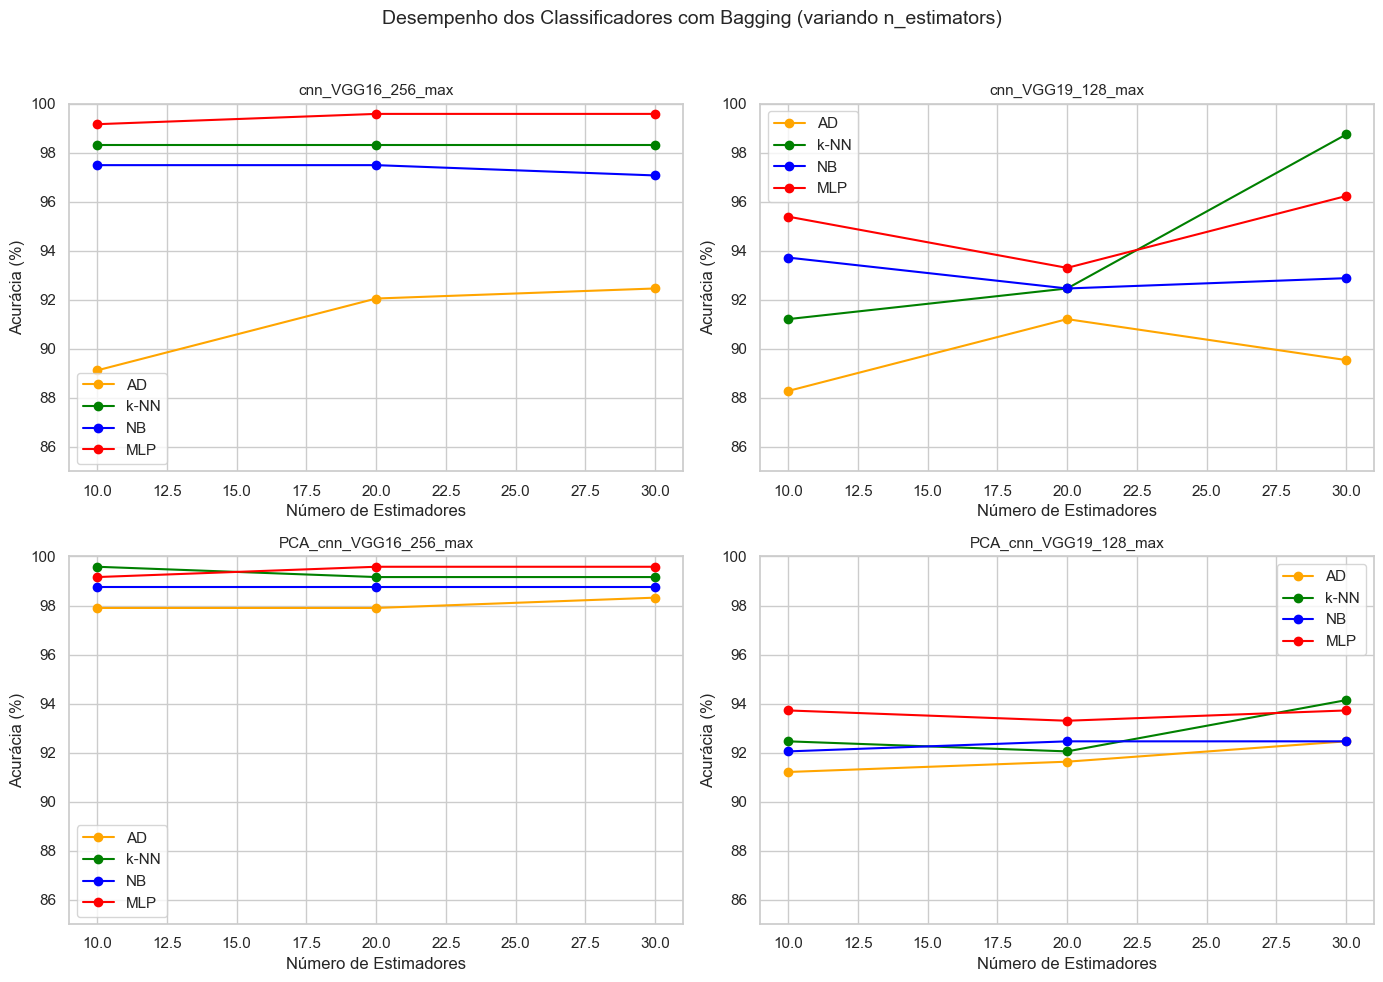 Desempenho dos Classificadores com Bagging (variando n_estimators)
cnn_VGG16_256_max
100
98
96
94
92
90
88
86
Acurácia (%)
AD
k-NN
NB
MLP
10.0 12.5 15.0 17.5 20.0 22.5 25.0 27.5 30.0
Número de Estimadores
cnn_VGG19_128_max
100
98
96
94
92
90
88
86
Acurácia (%)
AD
k-NN
NB
MLP
10.0 12.5 15.0 17.5 20.0 22.5 25.0 27.5 30.0
Número de Estimadores
PCA_cnn_VGG16_256_max
100
98
96
94
92
90
88
86
Acurácia (%)
AD
k-NN
NB
MLP
10.0 12.5 15.0 17.5 20.0 22.5 25.0 27.5 30.0
Número de Estimadores
PCA_cnn_VGG19_128_max
100
98
96
94
92
90
88
86
Acurácia (%)
AD
k-NN
NB
MLP
10.0 12.5 15.0 17.5 20.0 22.5 25.0 27.5 30.0
Número de Estimadores